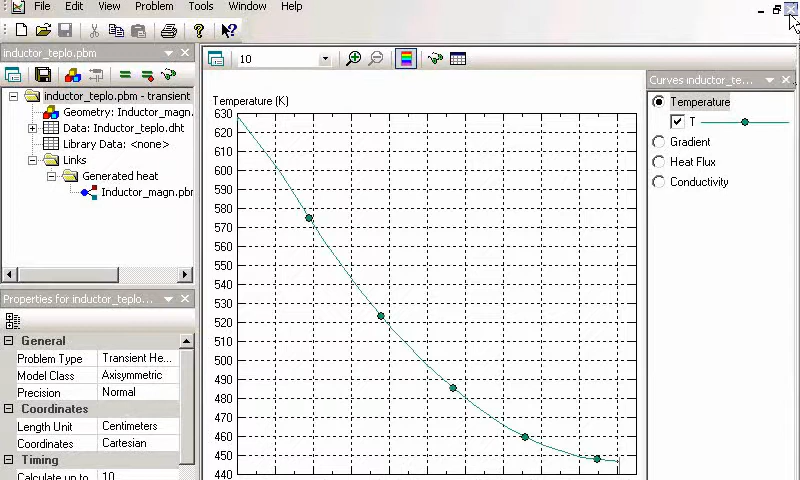 File Edit View Problem Tools Window Help
inductor_teplo.pbm
inductor_teplo.pbm - transient
Geometry: Inductor_magn.
Data: Inductor_teplo.dht
Library Data: <none>
Links
Generated heat
Inductor_magn.pbm
Properties for inductor_teplo...
General
Problem Type Transient He...
Model Class Axisymmetric
Precision Normal
Coordinates
Length Unit Centimeters
Coordinates Cartesian
Timing
Calculate up to 10
10
Temperature (K)
630
620
610
600
590
580
570
560
550
540
530
520
510
500
490
480
470
460
450
440
Curves inductor_te...
Temperature
T
Gradient
Heat Flux
Conductivity